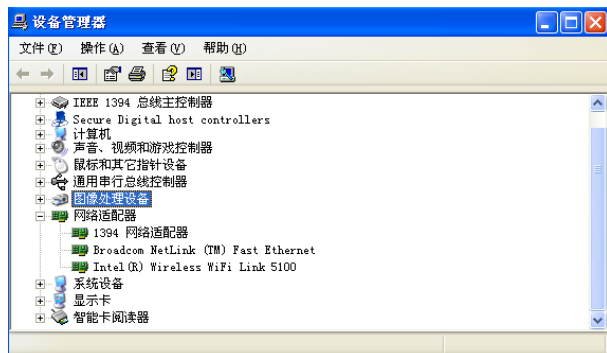 设备管理器
文件(F) 操作(A) 查看(V) 帮助(H)
IEEE 1394 总线主控制器
Secure Digital host controllers
计算机
声音、视频和游戏控制器
鼠标和其它指针设备
通用串行总线控制器
图像处理设备
网络适配器
1394 网络适配器
Broadcom NetLink (TM) Fast Ethernet
Intel(R) Wireless WiFi Link 5100
系统设备
显示卡
智能卡阅读器